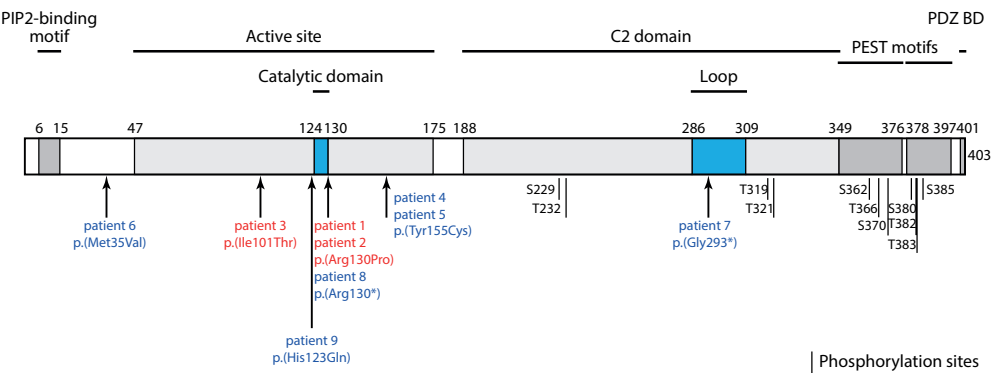 PIP2-binding
motif
Active site
C2 domain
PDZ BD
PEST motifs
Catalytic domain
Loop
6 15 47 124 130 175 188 286 309 349 376 378 397 401
403
S229
T232
T319
T321
S362
T366
S370
S380
T382
T383
S385
patient 6
p.(Met35Val)
patient 3
p.(Ile101Thr)
patient 1
patient 2
p.(Arg130Pro)
patient 8
p.(Arg130*)
patient 4
patient 5
p.(Tyr155Cys)
patient 7
p.(Gly293*)
patient 9
p.(His123Gln)
Phosphorylation sites